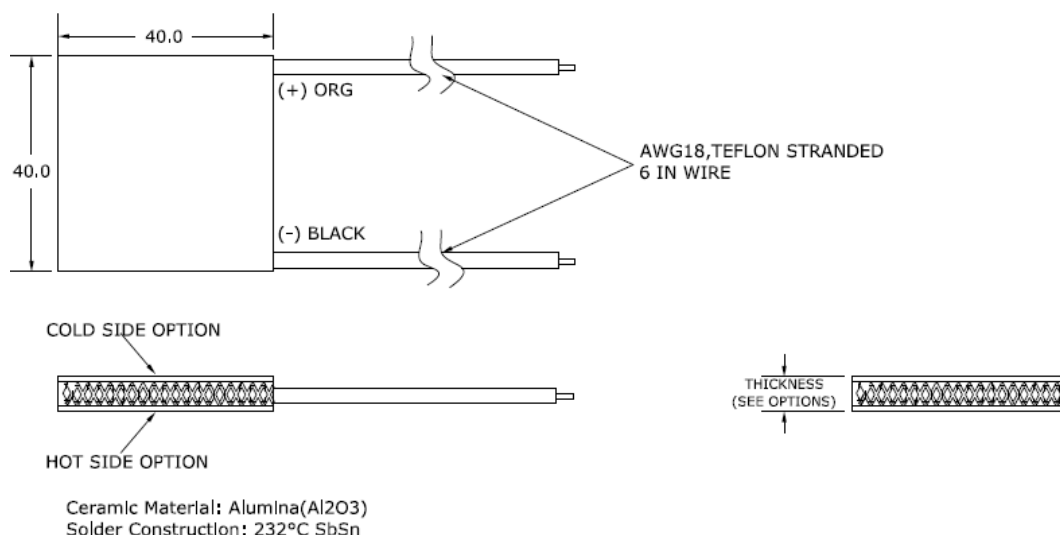 40.0
(+) ORG
40.0
AWG18,TEFLON STRANDED
6 IN WIRE
(-) BLACK
COLD SIDE OPTION
THICKNESS
(SEE OPTIONS)
HOT SIDE OPTION
Ceramic Material: Alumina(Al2O3)
Solder Construction: 232°C SbSn